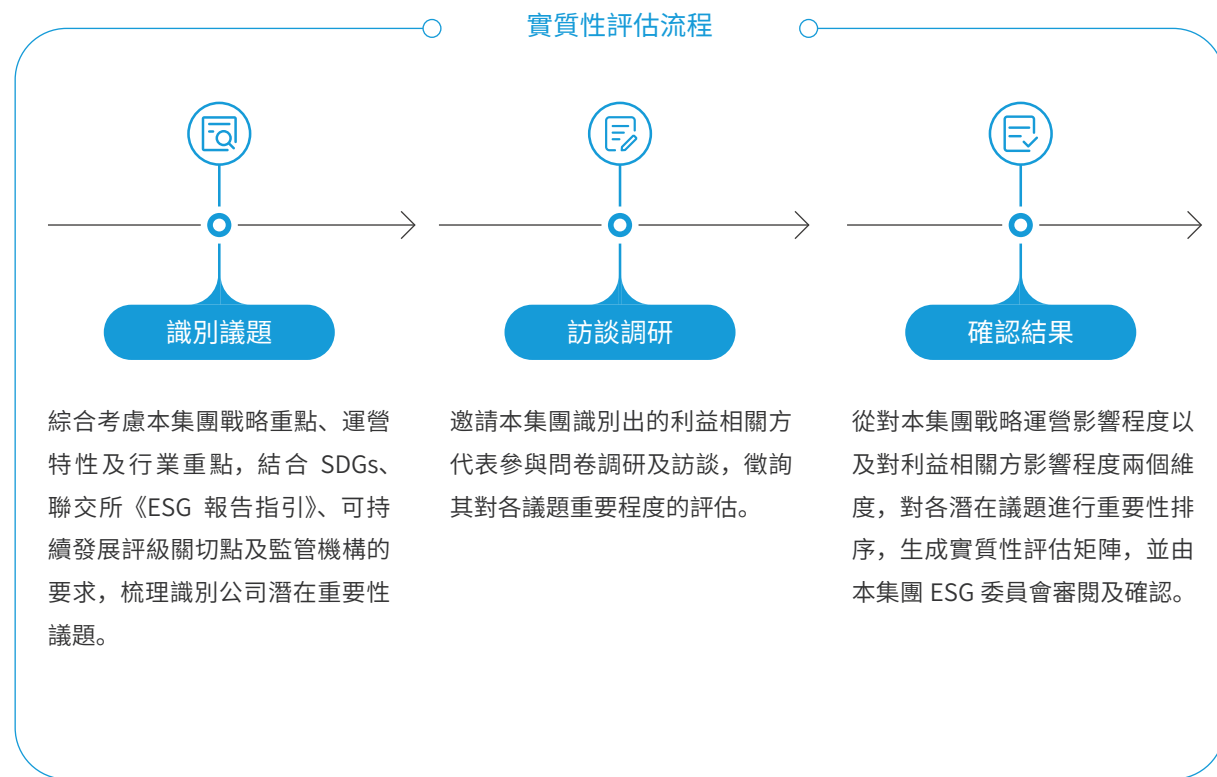 實質性評估流程
識別議題
綜合考慮本集團戰略重點、運營
特性及行業重點，結合 SDGs、
聯交所《ESG 報告指引》、可持
續發展評級關切點及監管機構的
要求，梳理識別公司潛在重要性
議題。
訪談調研
邀請本集團識別出的利益相關方
代表參與問卷調研及訪談，徵詢
其對各議題重要程度的評估。
確認結果
從對本集團戰略運營影響程度以
及對利益相關方影響程度兩個維
度，對各潛在議題進行重要性排
序，生成實質性評估矩陣，並由
本集團 ESG 委員會審閱及確認。